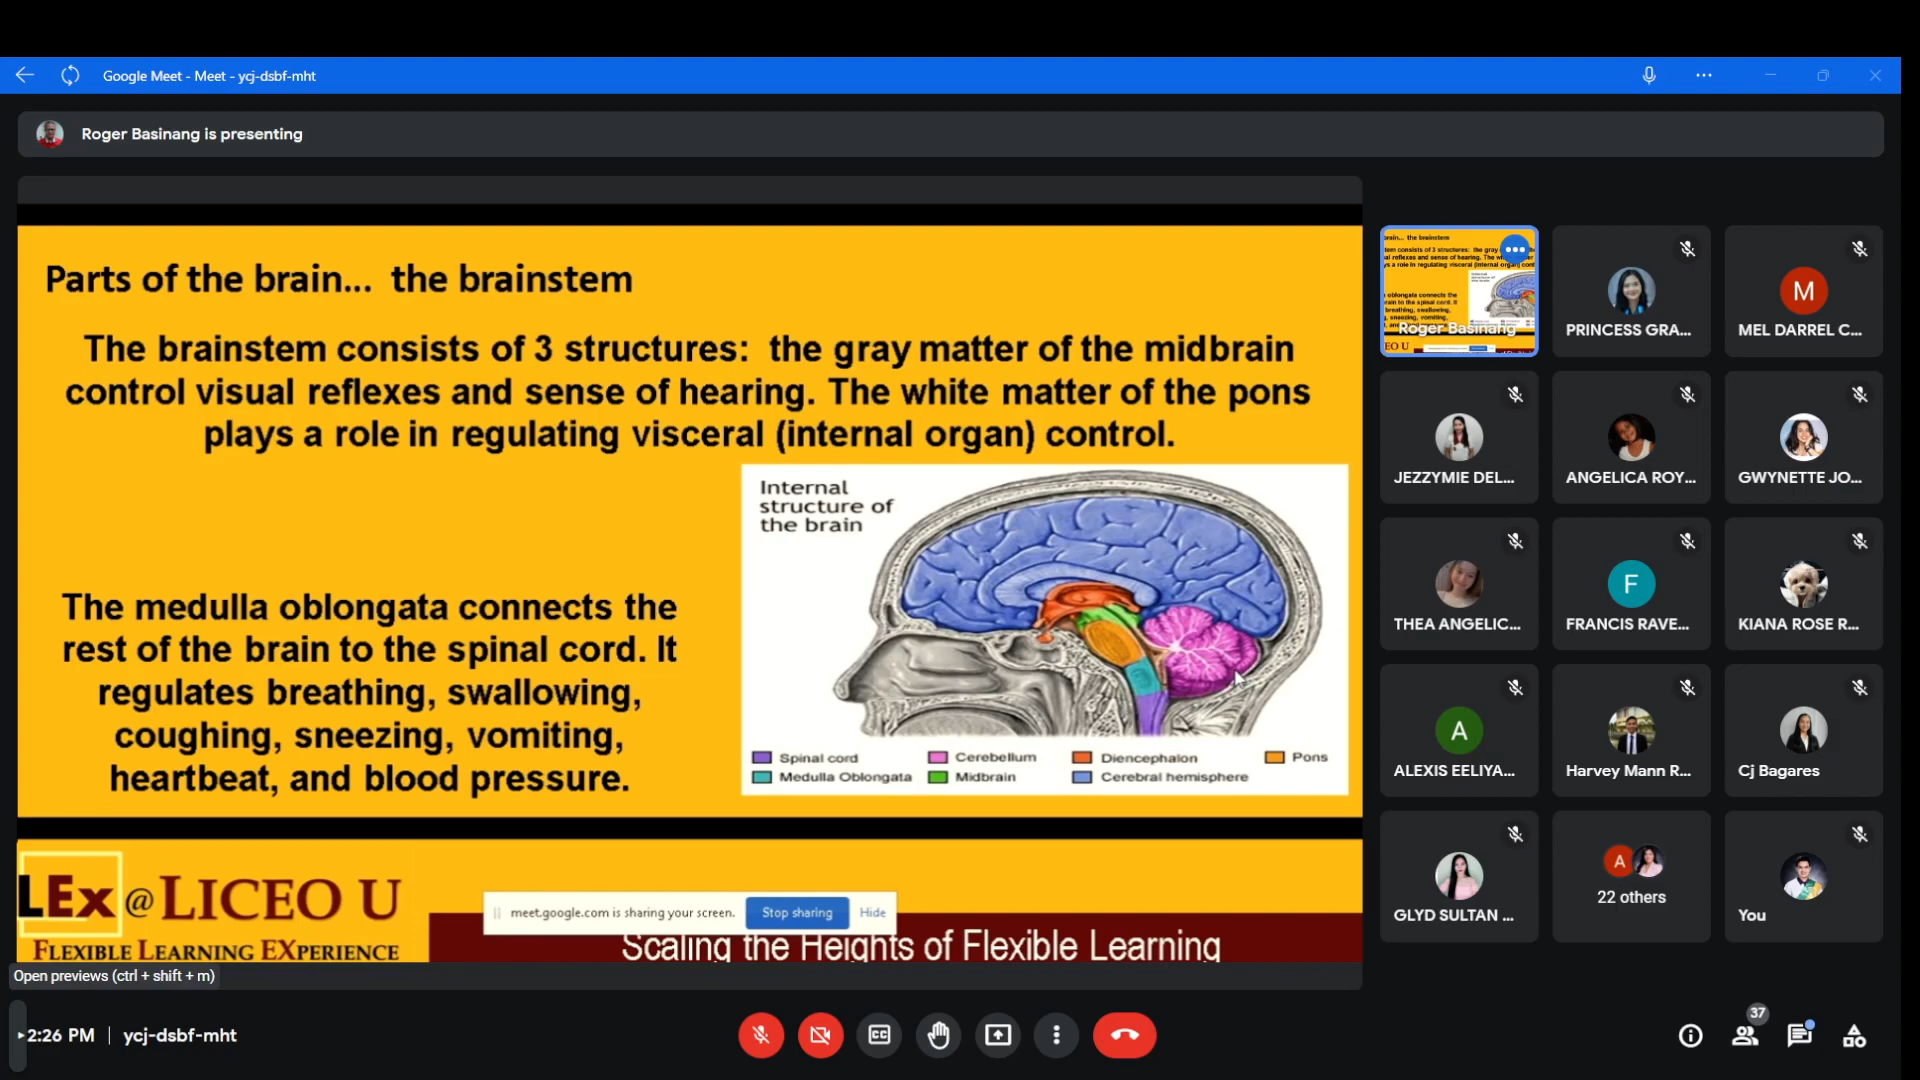 Google Meet - Meet - ycj-dsbf-mht
Roger Basinang is presenting
Parts of the brain... the brainstem
The brainstem consists of 3 structures: the gray matter of the midbrain
control visual reflexes and sense of hearing. The white matter of the pons
plays a role in regulating visceral (internal organ) control.
Internal
structure of
the brain
The medulla oblongata connects the
rest of the brain to the spinal cord. It
regulates breathing, swallowing,
coughing, sneezing, vomiting,
heartbeat, and blood pressure.
Spinal cord Cerebellum Diencephalon Pons
Medulla Oblongata Midbrain Cerebral hemisphere
LEx @ LICEO U
FLEXIBLE LEARNING EXPERIENCE
meet.google.com is sharing your screen. Stop sharing Hide
Scaling the Heights of Flexible Learning
Open previews (ctrl + shift + m)
Roger Basinang
PRINCESS GRA...
M
MEL DARREL C...
JEZZYMIE DEL...
ANGELICA ROY...
GWYNETTE JO...
THEA ANGELIC...
F
FRANCIS RAVE...
KIANA ROSE R...
A
ALEXIS EELIYA...
Harvey Mann R...
Cj Bagares
GLYD SULTAN ...
A
22 others
You
2:26 PM | ycj-dsbf-mht
CC
37